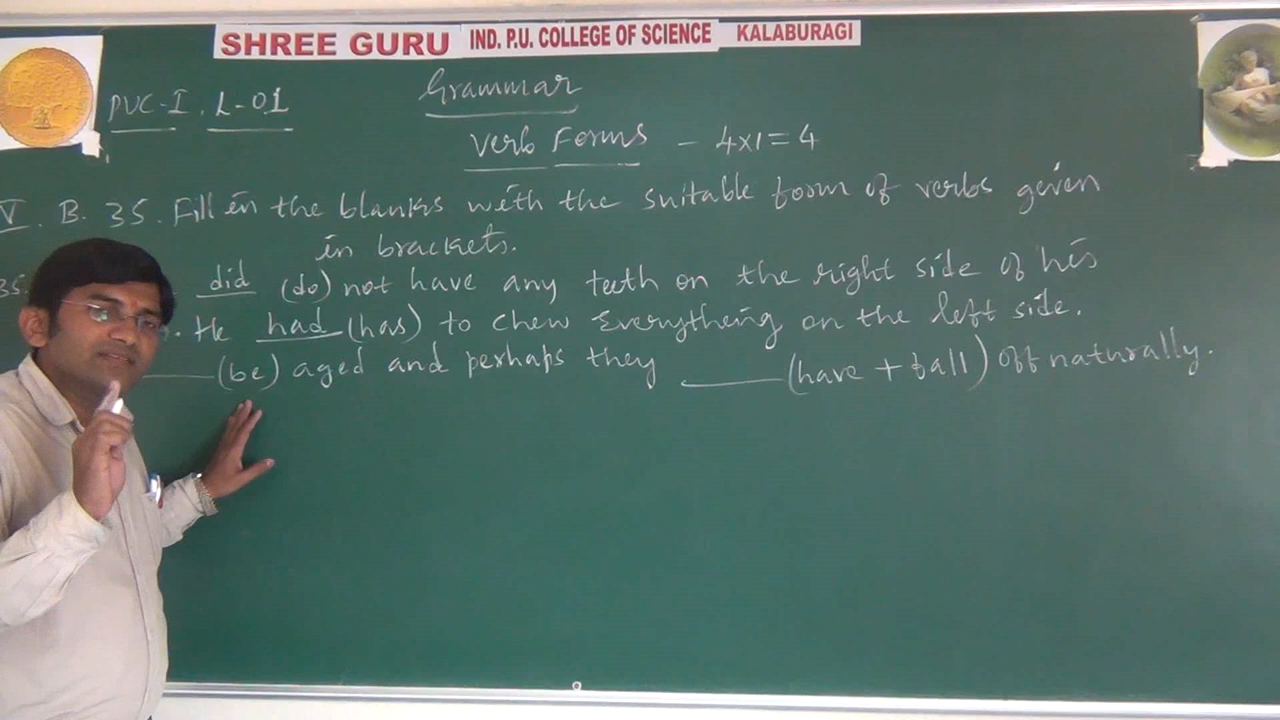 SHREE GURU IND. P.U. COLLEGE OF SCIENCE KALABURAGI
PUC-I, L-01 Grammar
Verb Forms - 4x1=4
V. B. 35. Fill in the blanks with the suitable form of verbs given
in brackets.
35. did (do) not have any teeth on the right side of his
. He had (has) to chew everything on the left side.
____ (be) aged and perhaps they ____ (have + fall) off naturally.